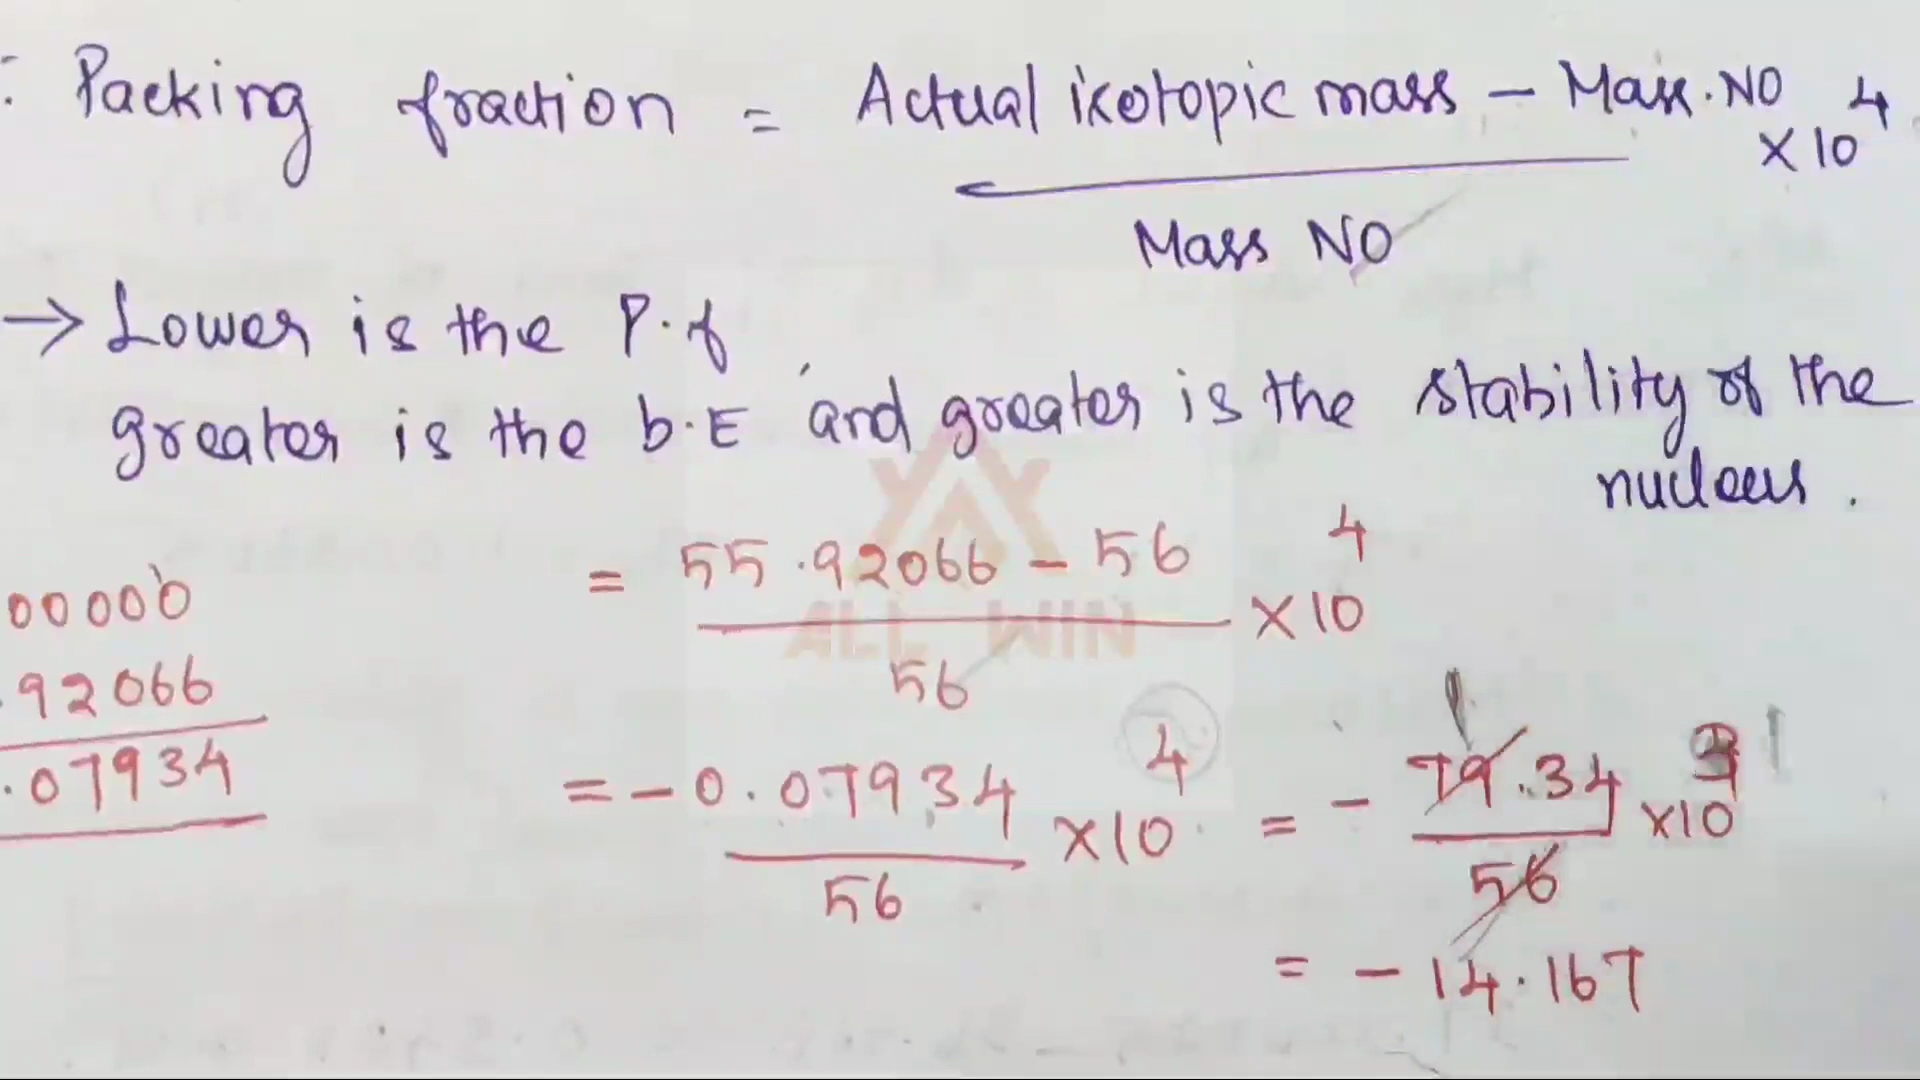 : Packing fraction = Actual isotopic mass - Mass.NO ×10⁴
Mass NO
→ Lower is the P.f
greater is the b.E and greater is the stability of the
nucleus.
= 55.92066 - 56 ×10⁴
56
00000
.92066
.07934
= -0.07934 ×10⁴
56
= - 79.34 ×10
56
= - 14.167
ALL WIN